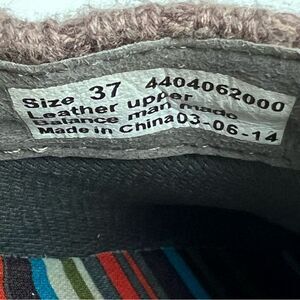 Size 37 4404062000
Leather upper
Balance man made
Made in China 03-06-14